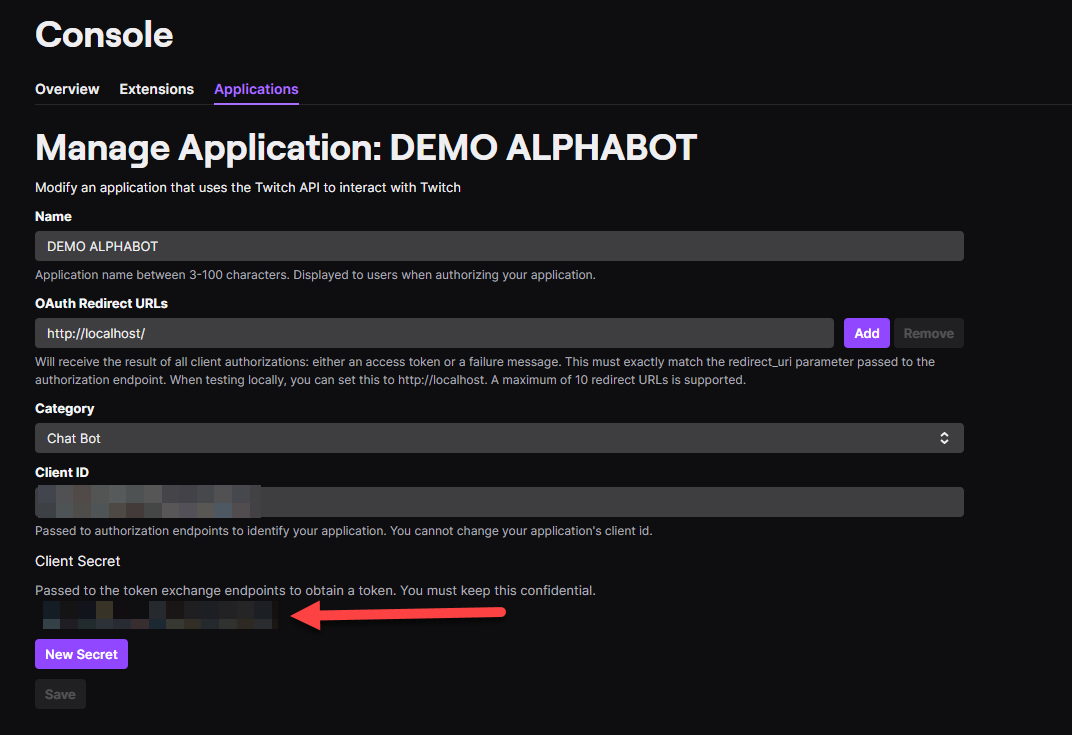 Console
Overview Extensions Applications
Manage Application: DEMO ALPHABOT
Modify an application that uses the Twitch API to interact with Twitch
Name
DEMO ALPHABOT
Application name between 3-100 characters. Displayed to users when authorizing your application.
OAuth Redirect URLs
http://localhost/ Add Remove
Will receive the result of all client authorizations: either an access token or a failure message. This must exactly match the redirect_uri parameter passed to the
authorization endpoint. When testing locally, you can set this to http://localhost. A maximum of 10 redirect URLs is supported.
Category
Chat Bot
Client ID
Passed to authorization endpoints to identify your application. You cannot change your application's client id.
Client Secret
Passed to the token exchange endpoints to obtain a token. You must keep this confidential.
New Secret
Save